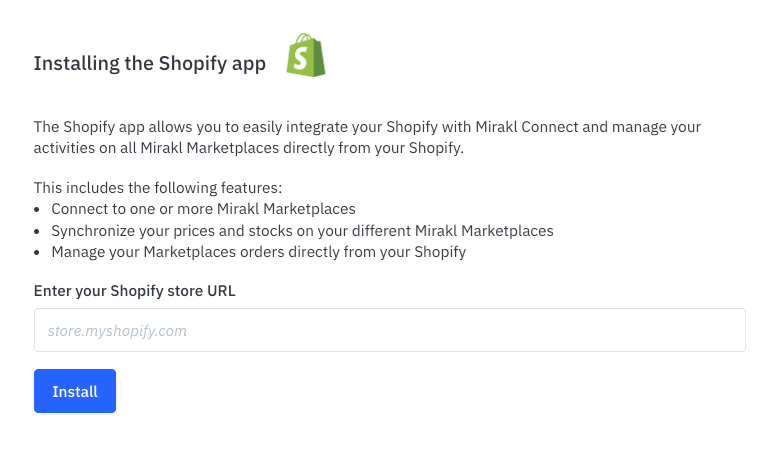 Installing the Shopify app
The Shopify app allows you to easily integrate your Shopify with Mirakl Connect and manage your
activities on all Mirakl Marketplaces directly from your Shopify.
This includes the following features:
• Connect to one or more Mirakl Marketplaces
• Synchronize your prices and stocks on your different Mirakl Marketplaces
• Manage your Marketplaces orders directly from your Shopify
Enter your Shopify store URL
store.myshopify.com
Install